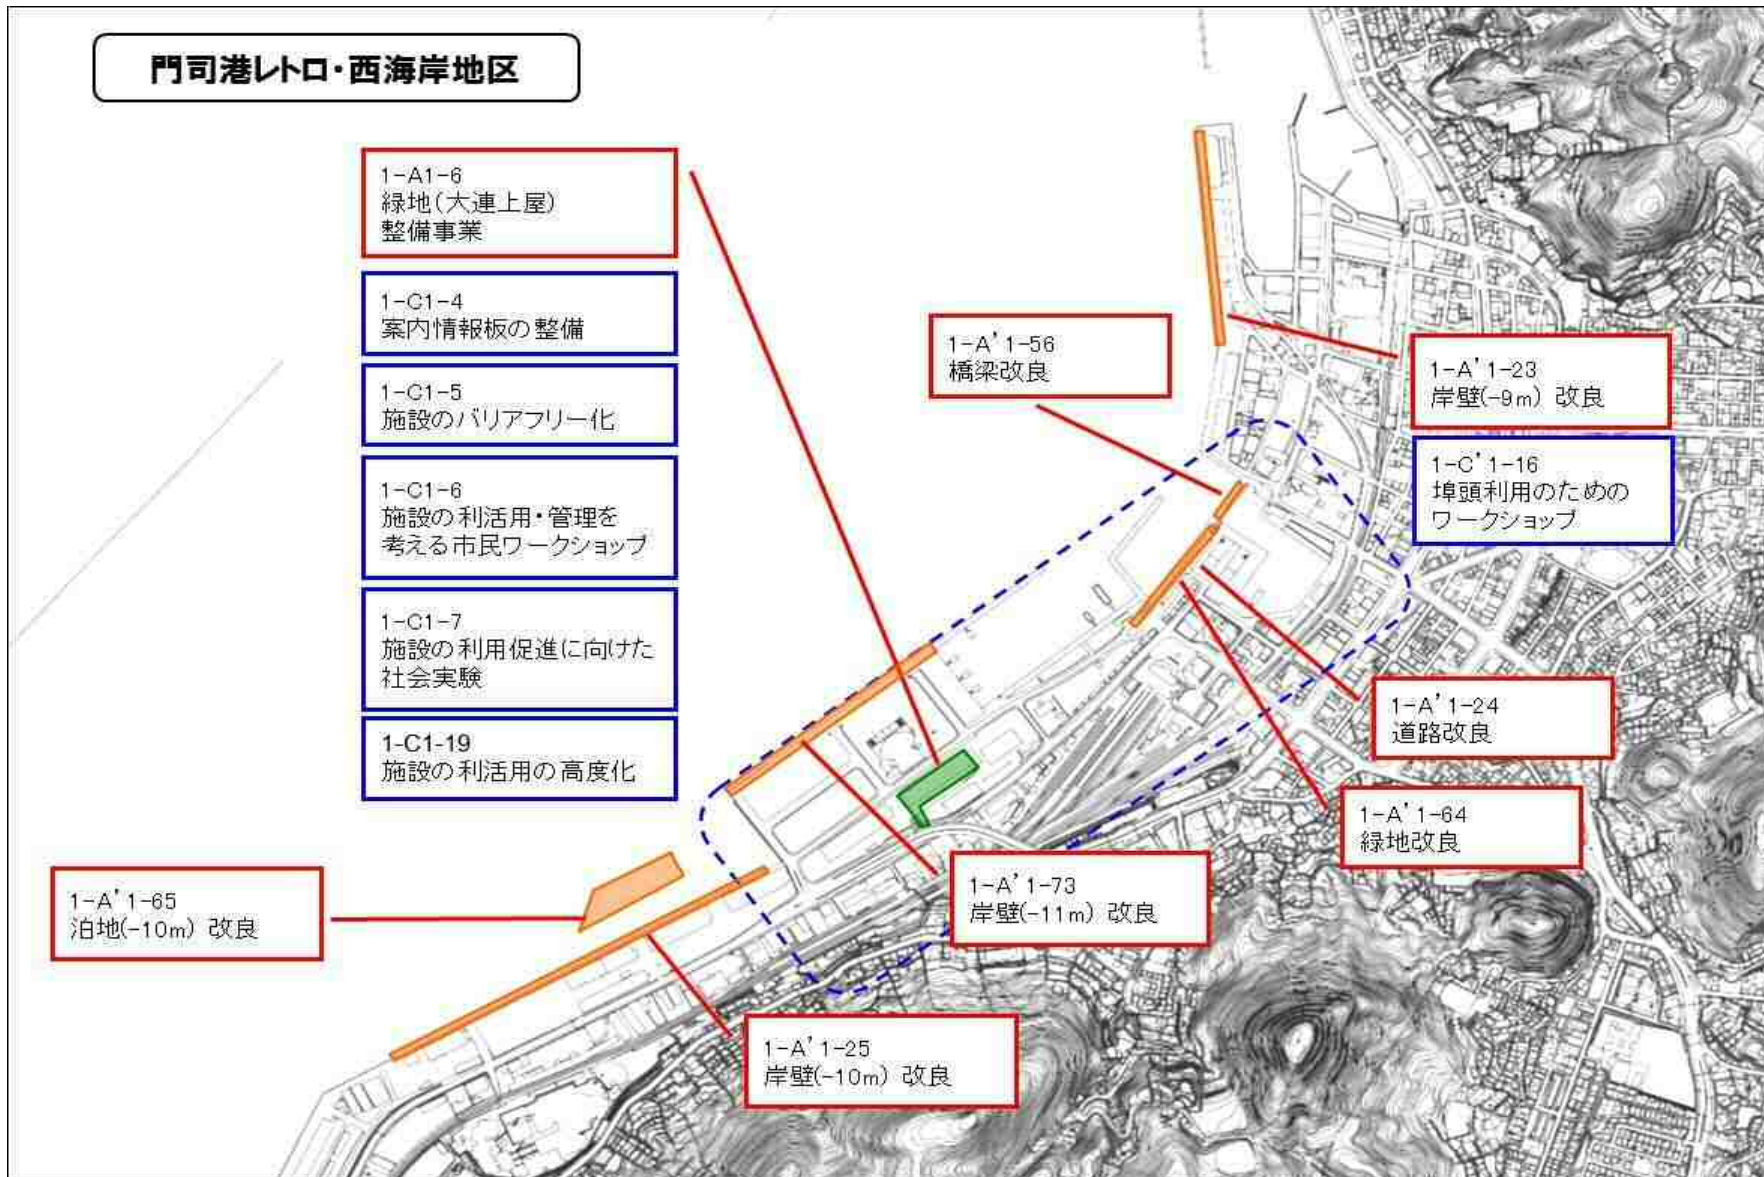 門司港レトロ・西海岸地区
1-A1-6
緑地(大連上屋)
整備事業
1-C1-4
案内情報板の整備
1-C1-5
施設のバリアフリー化
1-C1-6
施設の利活用・管理を
考える市民ワークショップ
1-C1-7
施設の利用促進に向けた
社会実験
1-C1-19
施設の利活用の高度化
1-A'1-56
橋梁改良
1-A'1-23
岸壁(-9m) 改良
1-C'1-16
埠頭利用のための
ワークショップ
1-A'1-24
道路改良
1-A'1-64
緑地改良
1-A'1-73
岸壁(-11m) 改良
1-A'1-65
泊地(-10m) 改良
1-A'1-25
岸壁(-10m) 改良